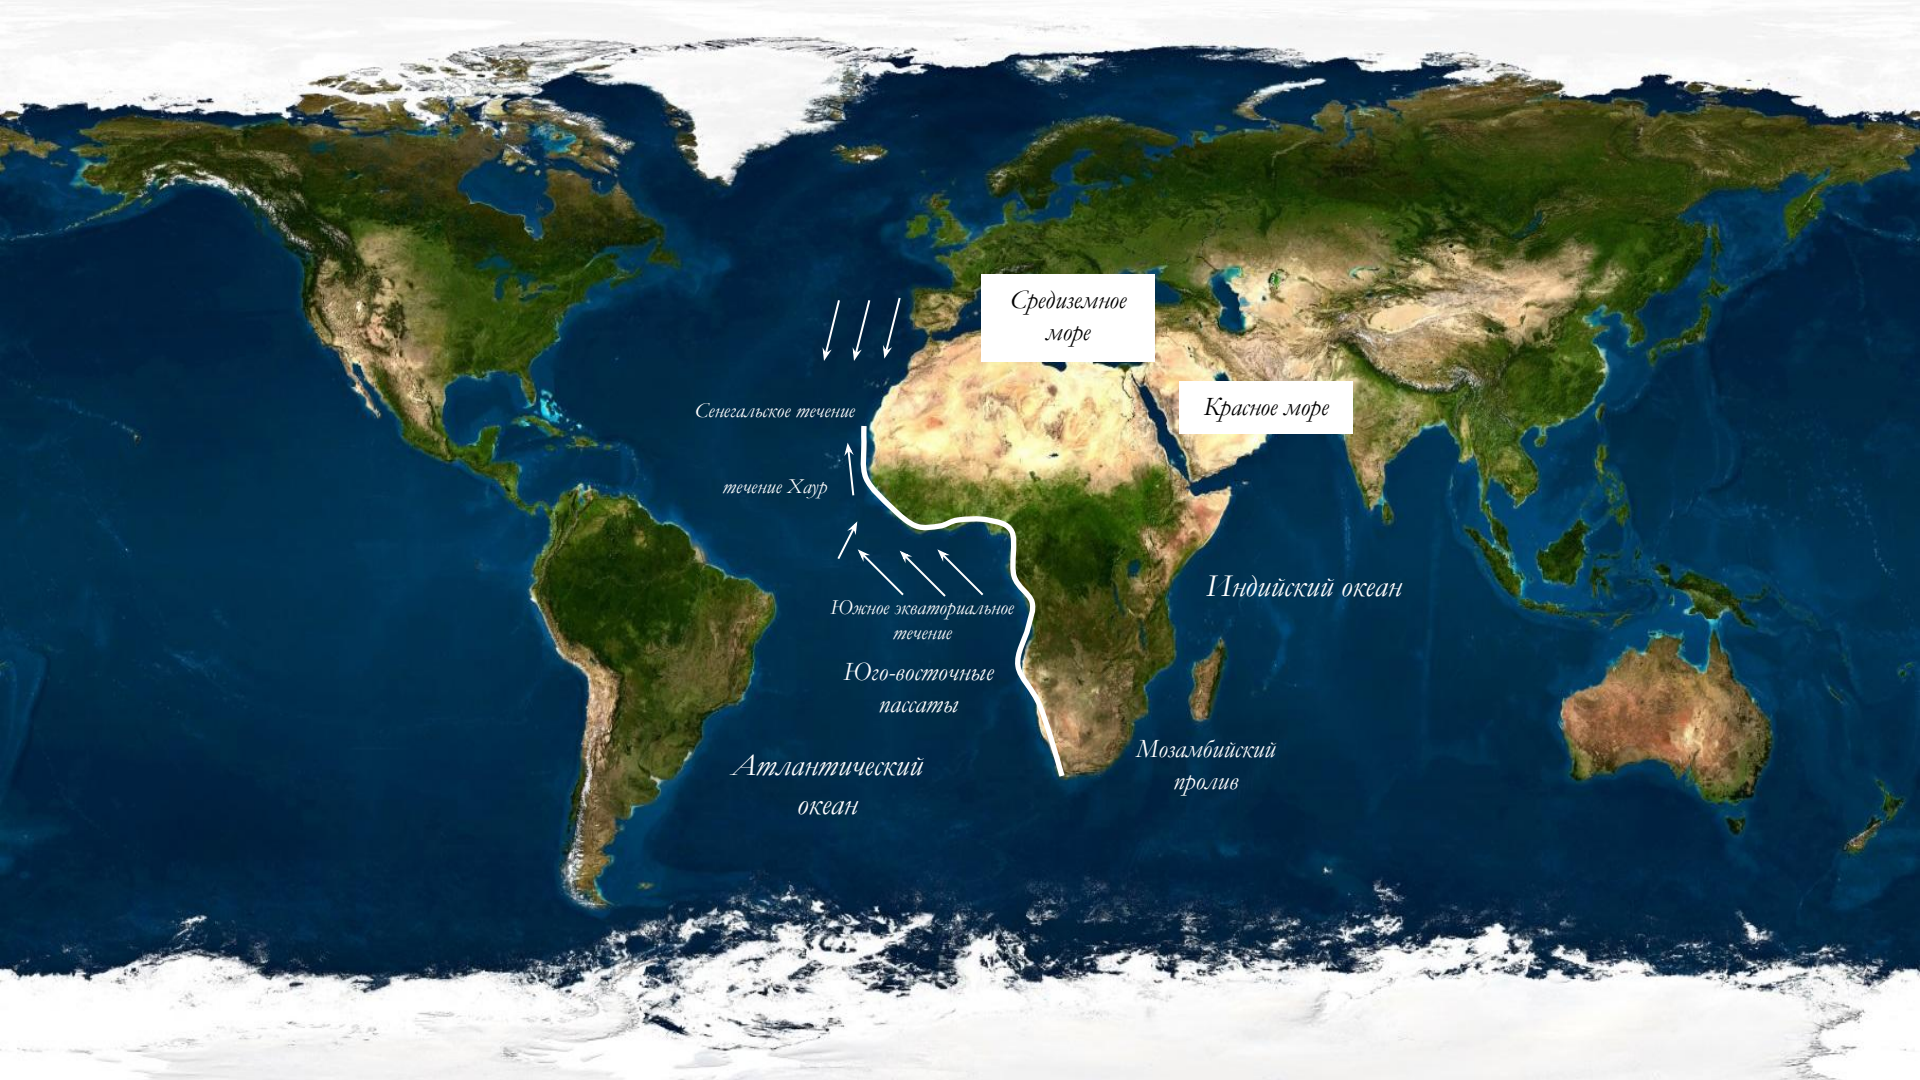 Средиземное
море
Красное море
Сенегальское течение
течение Хаур
Индийский океан
Южное экваториальное
течение
Юго-восточные
пассаты
Мозамбийский
пролив
Атлантический
океан